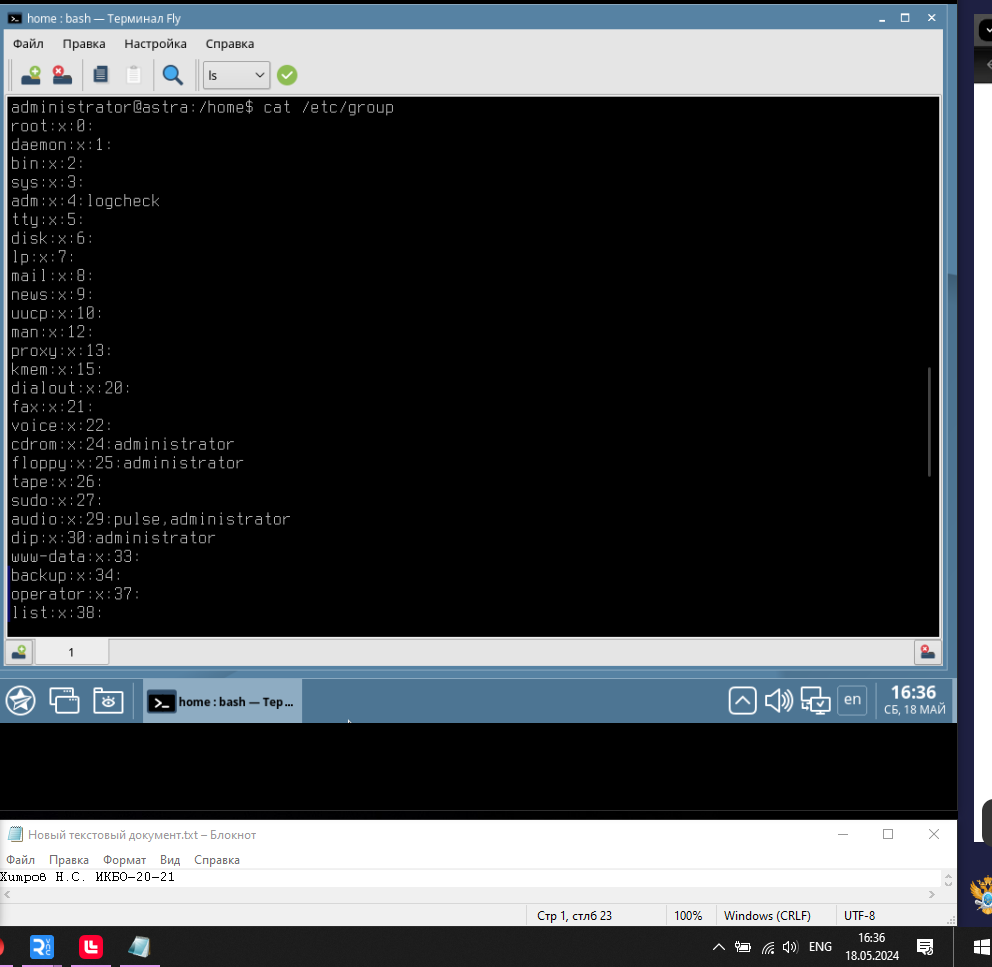 home : bash — Терминал Fly
Файл Правка Настройка Справка
ls
administrator@astra:/home$ cat /etc/group
root:x:0:
daemon:x:1:
bin:x:2:
sys:x:3:
adm:x:4:logcheck
tty:x:5:
disk:x:6:
lp:x:7:
mail:x:8:
news:x:9:
uucp:x:10:
man:x:12:
proxy:x:13:
kmem:x:15:
dialout:x:20:
fax:x:21:
voice:x:22:
cdrom:x:24:administrator
floppy:x:25:administrator
tape:x:26:
sudo:x:27:
audio:x:29:pulse,administrator
dip:x:30:administrator
www-data:x:33:
backup:x:34:
operator:x:37:
list:x:38:
1
home : bash — Тер...
en
16:36
СБ, 18 МАЙ
Новый текстовый документ.txt – Блокнот
Файл Правка Формат Вид Справка
Хитров Н.С. ИКБО-20-21
Стр 1, стлб 23 100% Windows (CRLF) UTF-8
ENG
16:36
18.05.2024